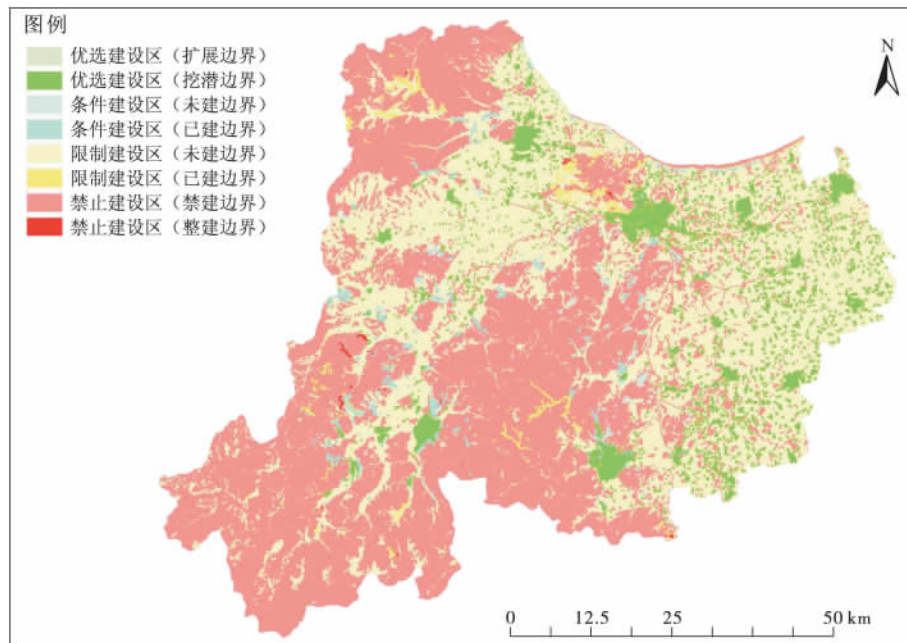 图例
优选建设区（扩展边界）
优选建设区（挖潜边界）
条件建设区（未建边界）
条件建设区（已建边界）
限制建设区（未建边界）
限制建设区（已建边界）
禁止建设区（禁建边界）
禁止建设区（整建边界）
N
0 12.5 25 50 km